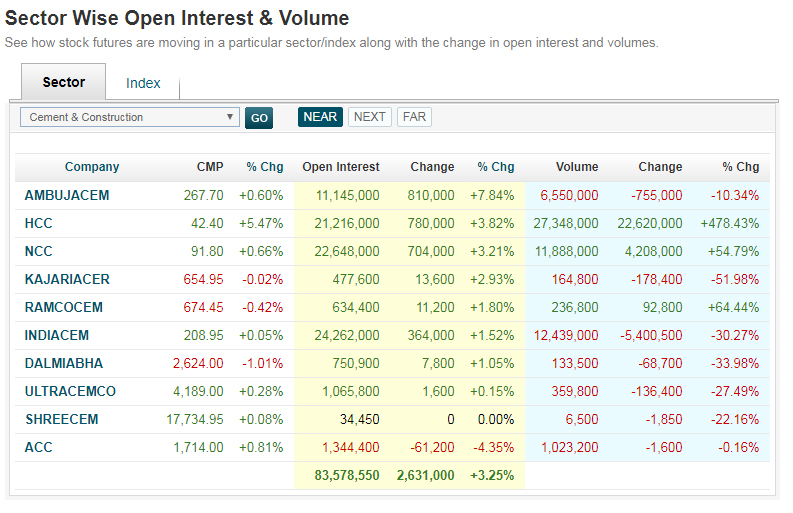 Sector Wise Open Interest & Volume
See how stock futures are moving in a particular sector/index along with the change in open interest and volumes.
Sector Index
Cement & Construction GO NEAR NEXT FAR
Company CMP % Chg Open Interest Change % Chg Volume Change % Chg
AMBUJACEM 267.70 +0.60% 11,145,000 810,000 +7.84% 6,550,000 -755,000 -10.34%
HCC 42.40 +5.47% 21,216,000 780,000 +3.82% 27,348,000 22,620,000 +478.43%
NCC 91.80 +0.66% 22,648,000 704,000 +3.21% 11,888,000 4,208,000 +54.79%
KAJARIACER 654.95 -0.02% 477,600 13,600 +2.93% 164,800 -178,400 -51.98%
RAMCOCEM 674.45 -0.42% 634,400 11,200 +1.80% 236,800 92,800 +64.44%
INDIACEM 208.95 +0.05% 24,262,000 364,000 +1.52% 12,439,000 -5,400,500 -30.27%
DALMIABHA 2,624.00 -1.01% 750,900 7,800 +1.05% 133,500 -68,700 -33.98%
ULTRACEMCO 4,189.00 +0.28% 1,065,800 1,600 +0.15% 359,800 -136,400 -27.49%
SHREECEM 17,734.95 +0.08% 34,450 0 0.00% 6,500 -1,850 -22.16%
ACC 1,714.00 +0.81% 1,344,400 -61,200 -4.35% 1,023,200 -1,600 -0.16%
83,578,550 2,631,000 +3.25%